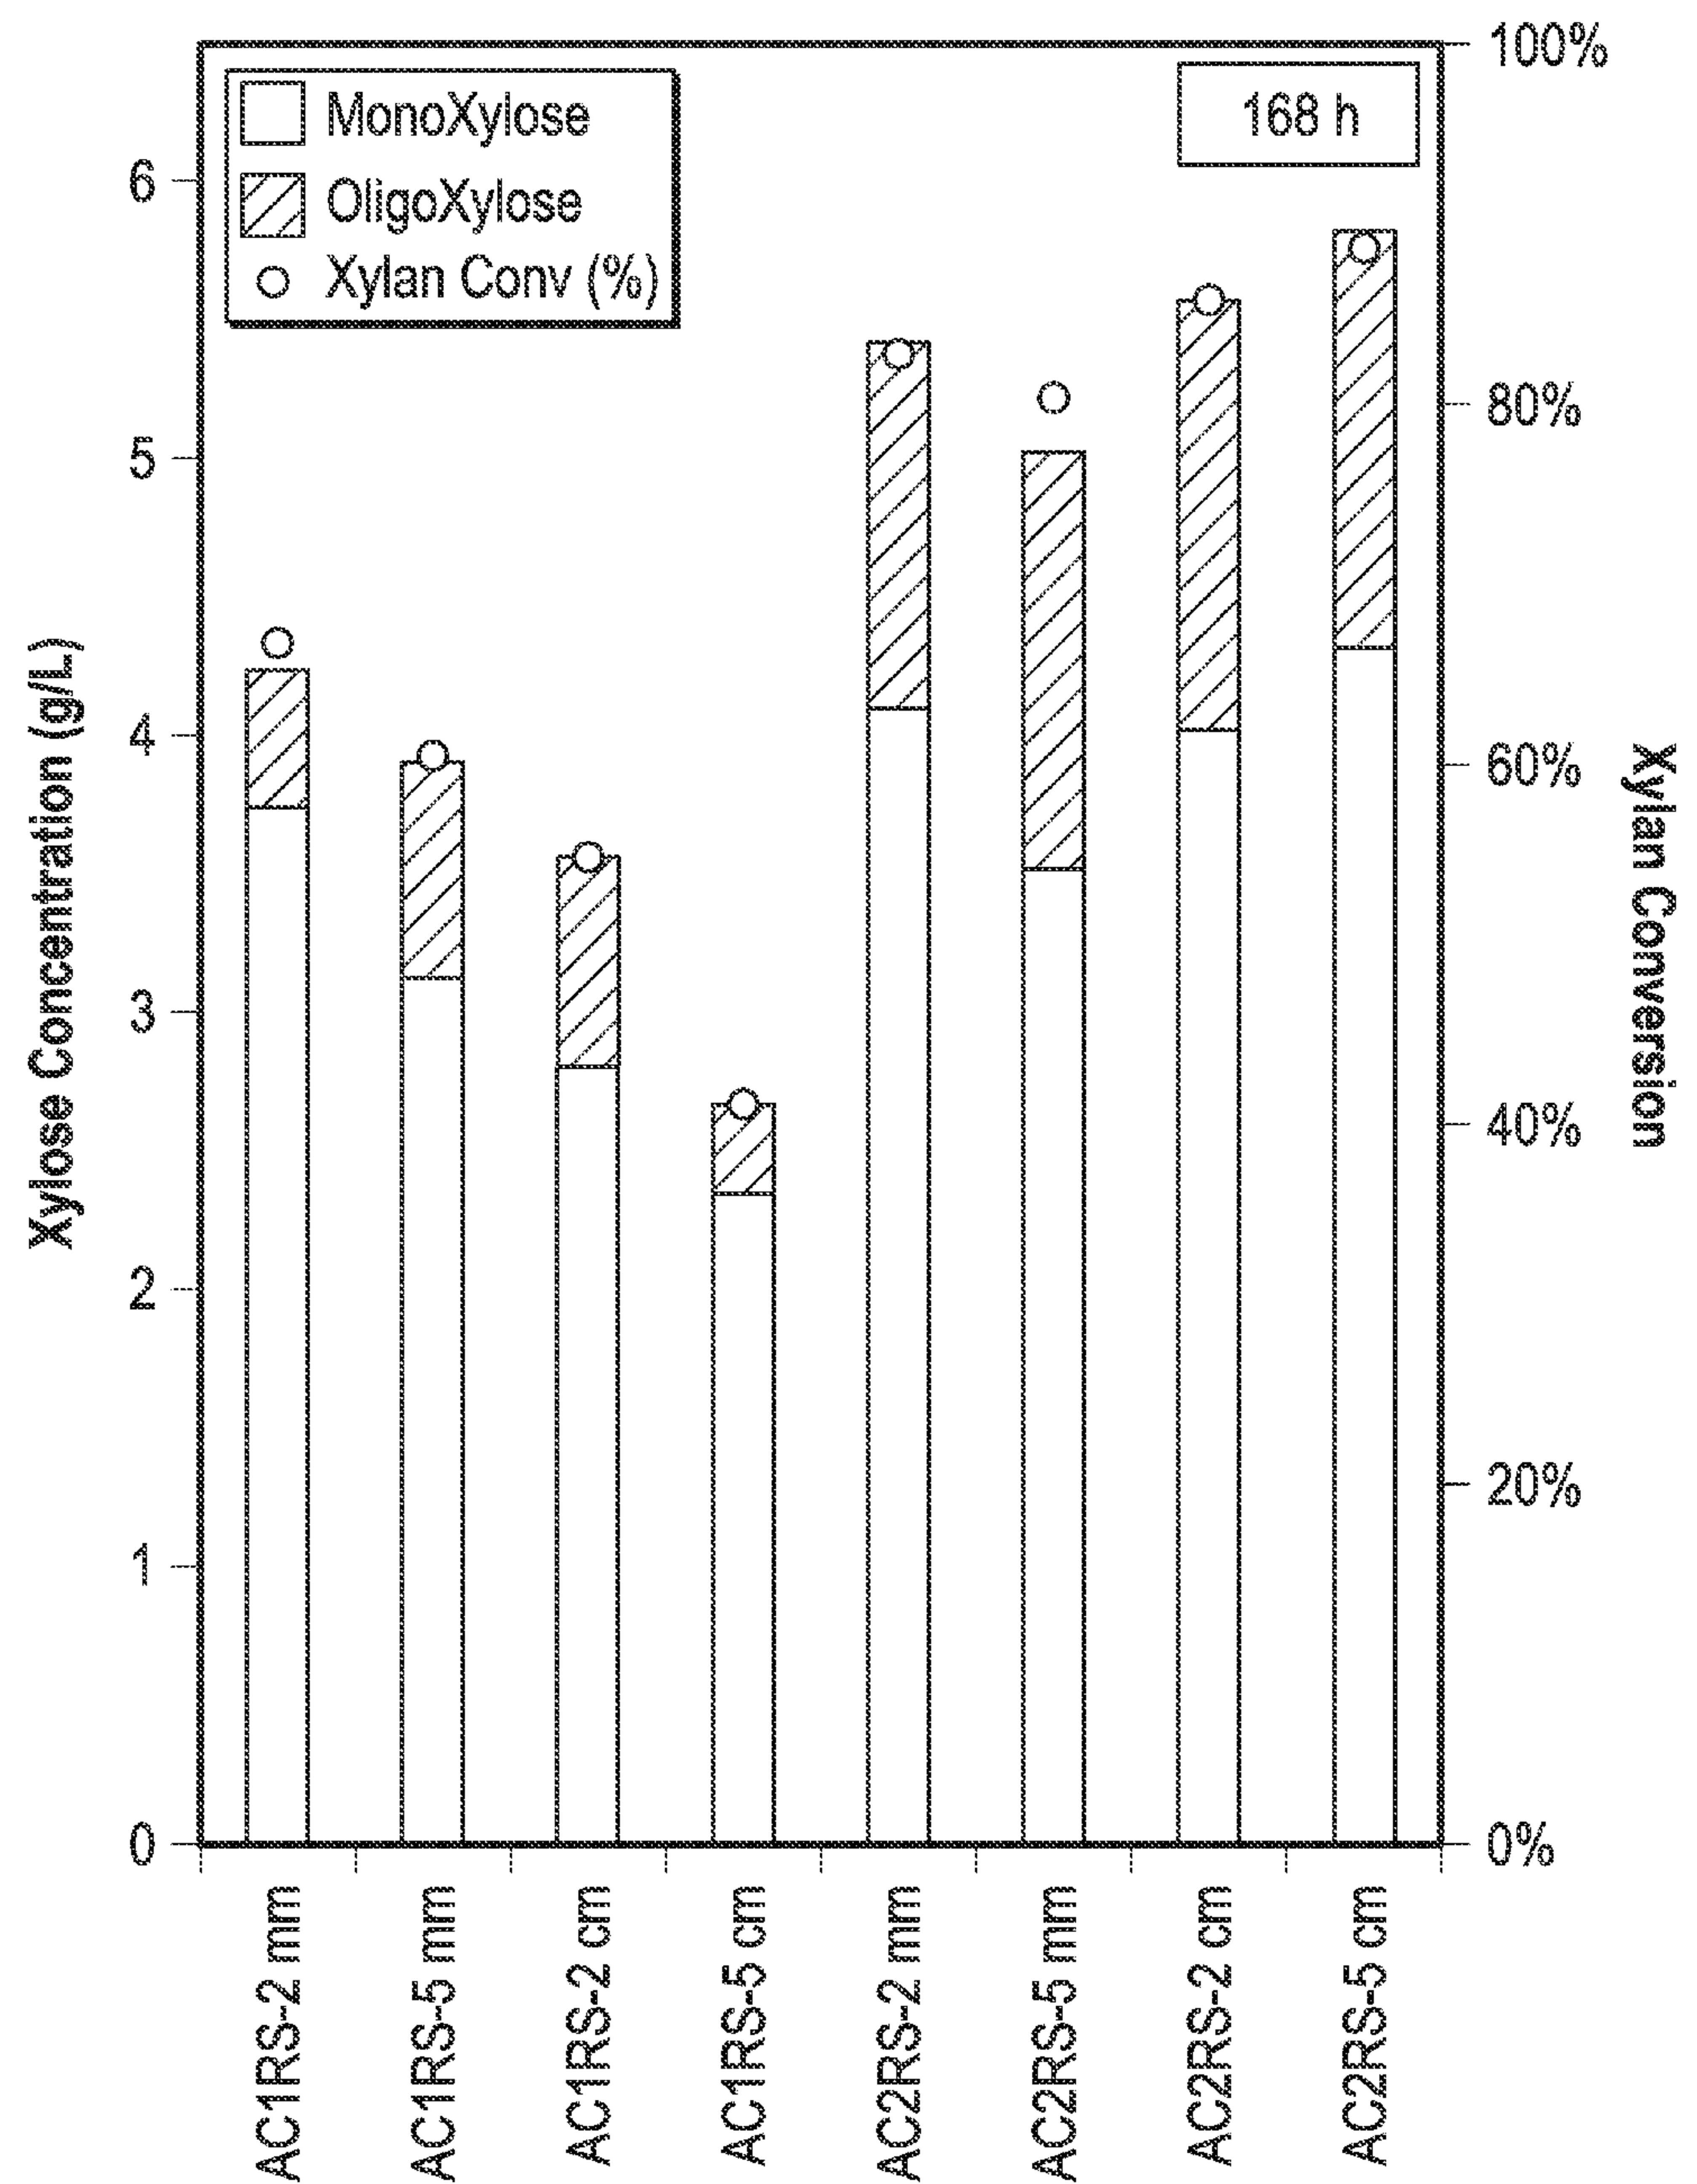 MonoXylose
OligoXylose
Xylan Conv (%)
168 h
Xylose Concentration (g/L)
6
5
4
3
2
1
0
100%
80%
60%
40%
20%
0%
Xylan Conversion
AC1RS-2 mm
AC1RS-5 mm
AC1RS-2 cm
AC1RS-5 cm
AC2RS-2 mm
AC2RS-5 mm
AC2RS-2 cm
AC2RS-5 cm